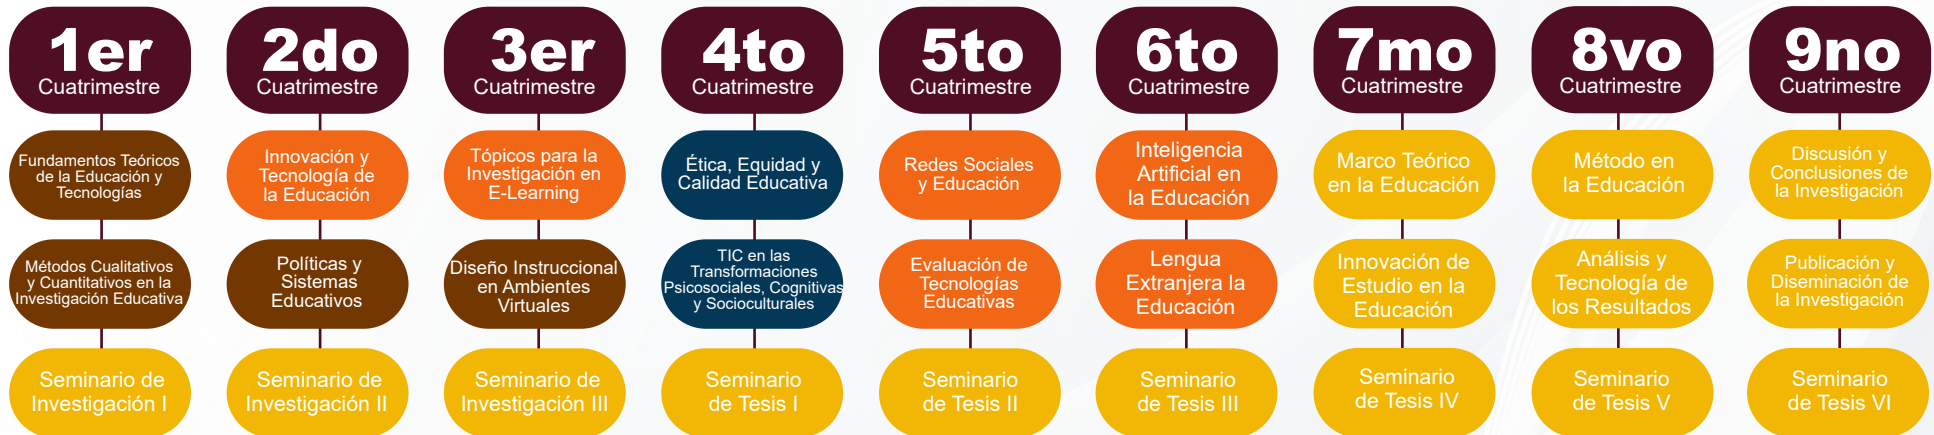 1er
Cuatrimestre
Fundamentos Teóricos
de la Educación y
Tecnologías
Métodos Cualitativos
y Cuantitativos en la
Investigación Educativa
Seminario de
Investigación I
2do
Cuatrimestre
Innovación y
Tecnología de
la Educación
Políticas y
Sistemas
Educativos
Seminario de
Investigación II
3er
Cuatrimestre
Tópicos para la
Investigación en
E-Learning
Diseño Instruccional
en Ambientes
Virtuales
Seminario de
Investigación III
4to
Cuatrimestre
Ética, Equidad y
Calidad Educativa
TIC en las
Transformaciones
Psicosociales, Cognitivas
y Socioculturales
Seminario
de Tesis I
5to
Cuatrimestre
Redes Sociales
y Educación
Evaluación de
Tecnologías
Educativas
Seminario
de Tesis II
6to
Cuatrimestre
Inteligencia
Artificial en
la Educación
Lengua
Extranjera la
Educación
Seminario
de Tesis III
7mo
Cuatrimestre
Marco Teórico
en la Educación
Innovación de
Estudio en la
Educación
Seminario
de Tesis IV
8vo
Cuatrimestre
Método en
la Educación
Análisis y
Tecnología de
los Resultados
Seminario
de Tesis V
9no
Cuatrimestre
Discusión y
Conclusiones de
la Investigación
Publicación y
Diseminación de
la Investigación
Seminario
de Tesis VI